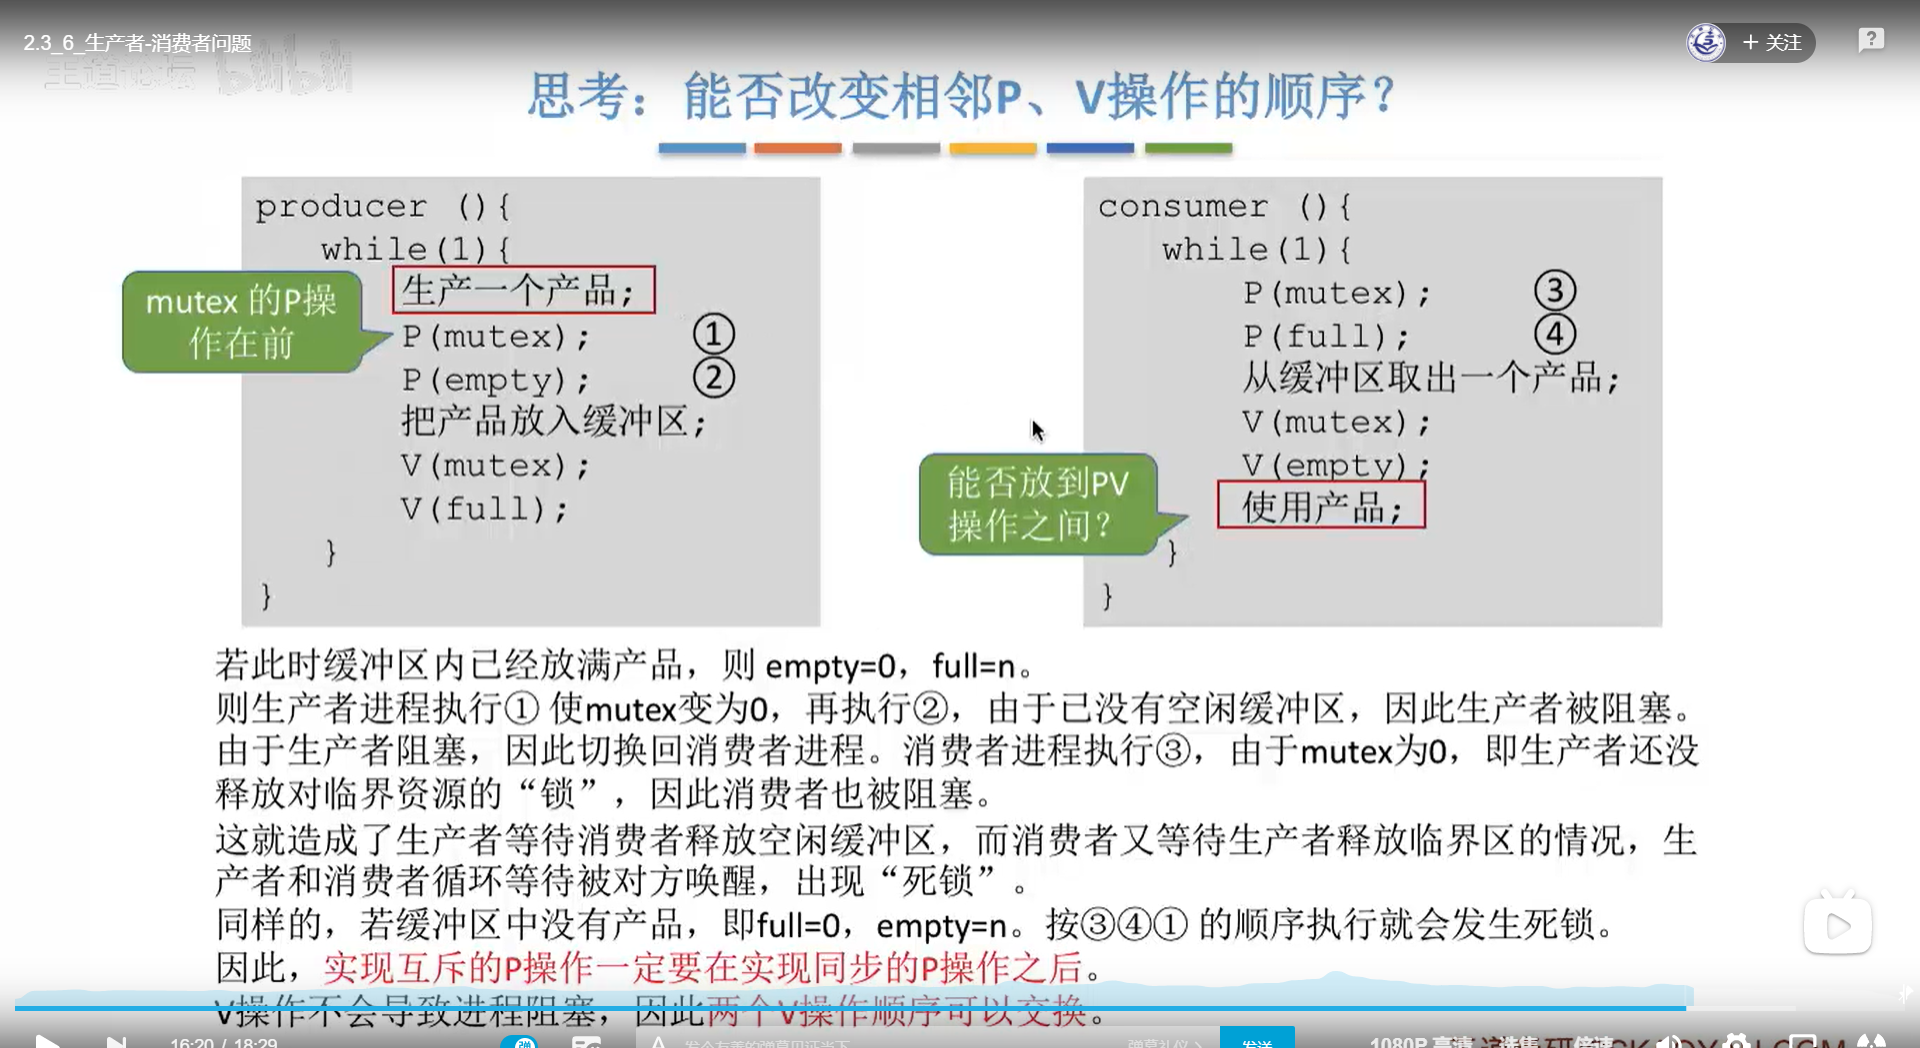 2.3_6_生产者-消费者问题
+ 关注
王道论坛 bilibili
思考：能否改变相邻P、V操作的顺序？
producer (){
while(1){
生产一个产品;
P(mutex); ①
P(empty); ②
把产品放入缓冲区;
V(mutex);
V(full);
}
}
mutex 的P操
作在前
consumer (){
while(1){
P(mutex); ③
P(full); ④
从缓冲区取出一个产品;
V(mutex);
V(empty);
使用产品;
}
}
能否放到PV
操作之间？
若此时缓冲区内已经放满产品，则 empty=0，full=n。
则生产者进程执行① 使mutex变为0，再执行②，由于已没有空闲缓冲区，因此生产者被阻塞。
由于生产者阻塞，因此切换回消费者进程。消费者进程执行③，由于mutex为0，即生产者还没
释放对临界资源的“锁”，因此消费者也被阻塞。
这就造成了生产者等待消费者释放空闲缓冲区，而消费者又等待生产者释放临界区的情况，生
产者和消费者循环等待被对方唤醒，出现“死锁”。
同样的，若缓冲区中没有产品，即full=0，empty=n。按③④① 的顺序执行就会发生死锁。
因此，实现互斥的P操作一定要在实现同步的P操作之后。
V操作不会导致进程阻塞，因此两个V操作顺序可以交换。
16:20 / 18:29
弹
发个友善的弹幕见证当下
弹幕礼仪 >
发送
1080P 高清
选集
倍速